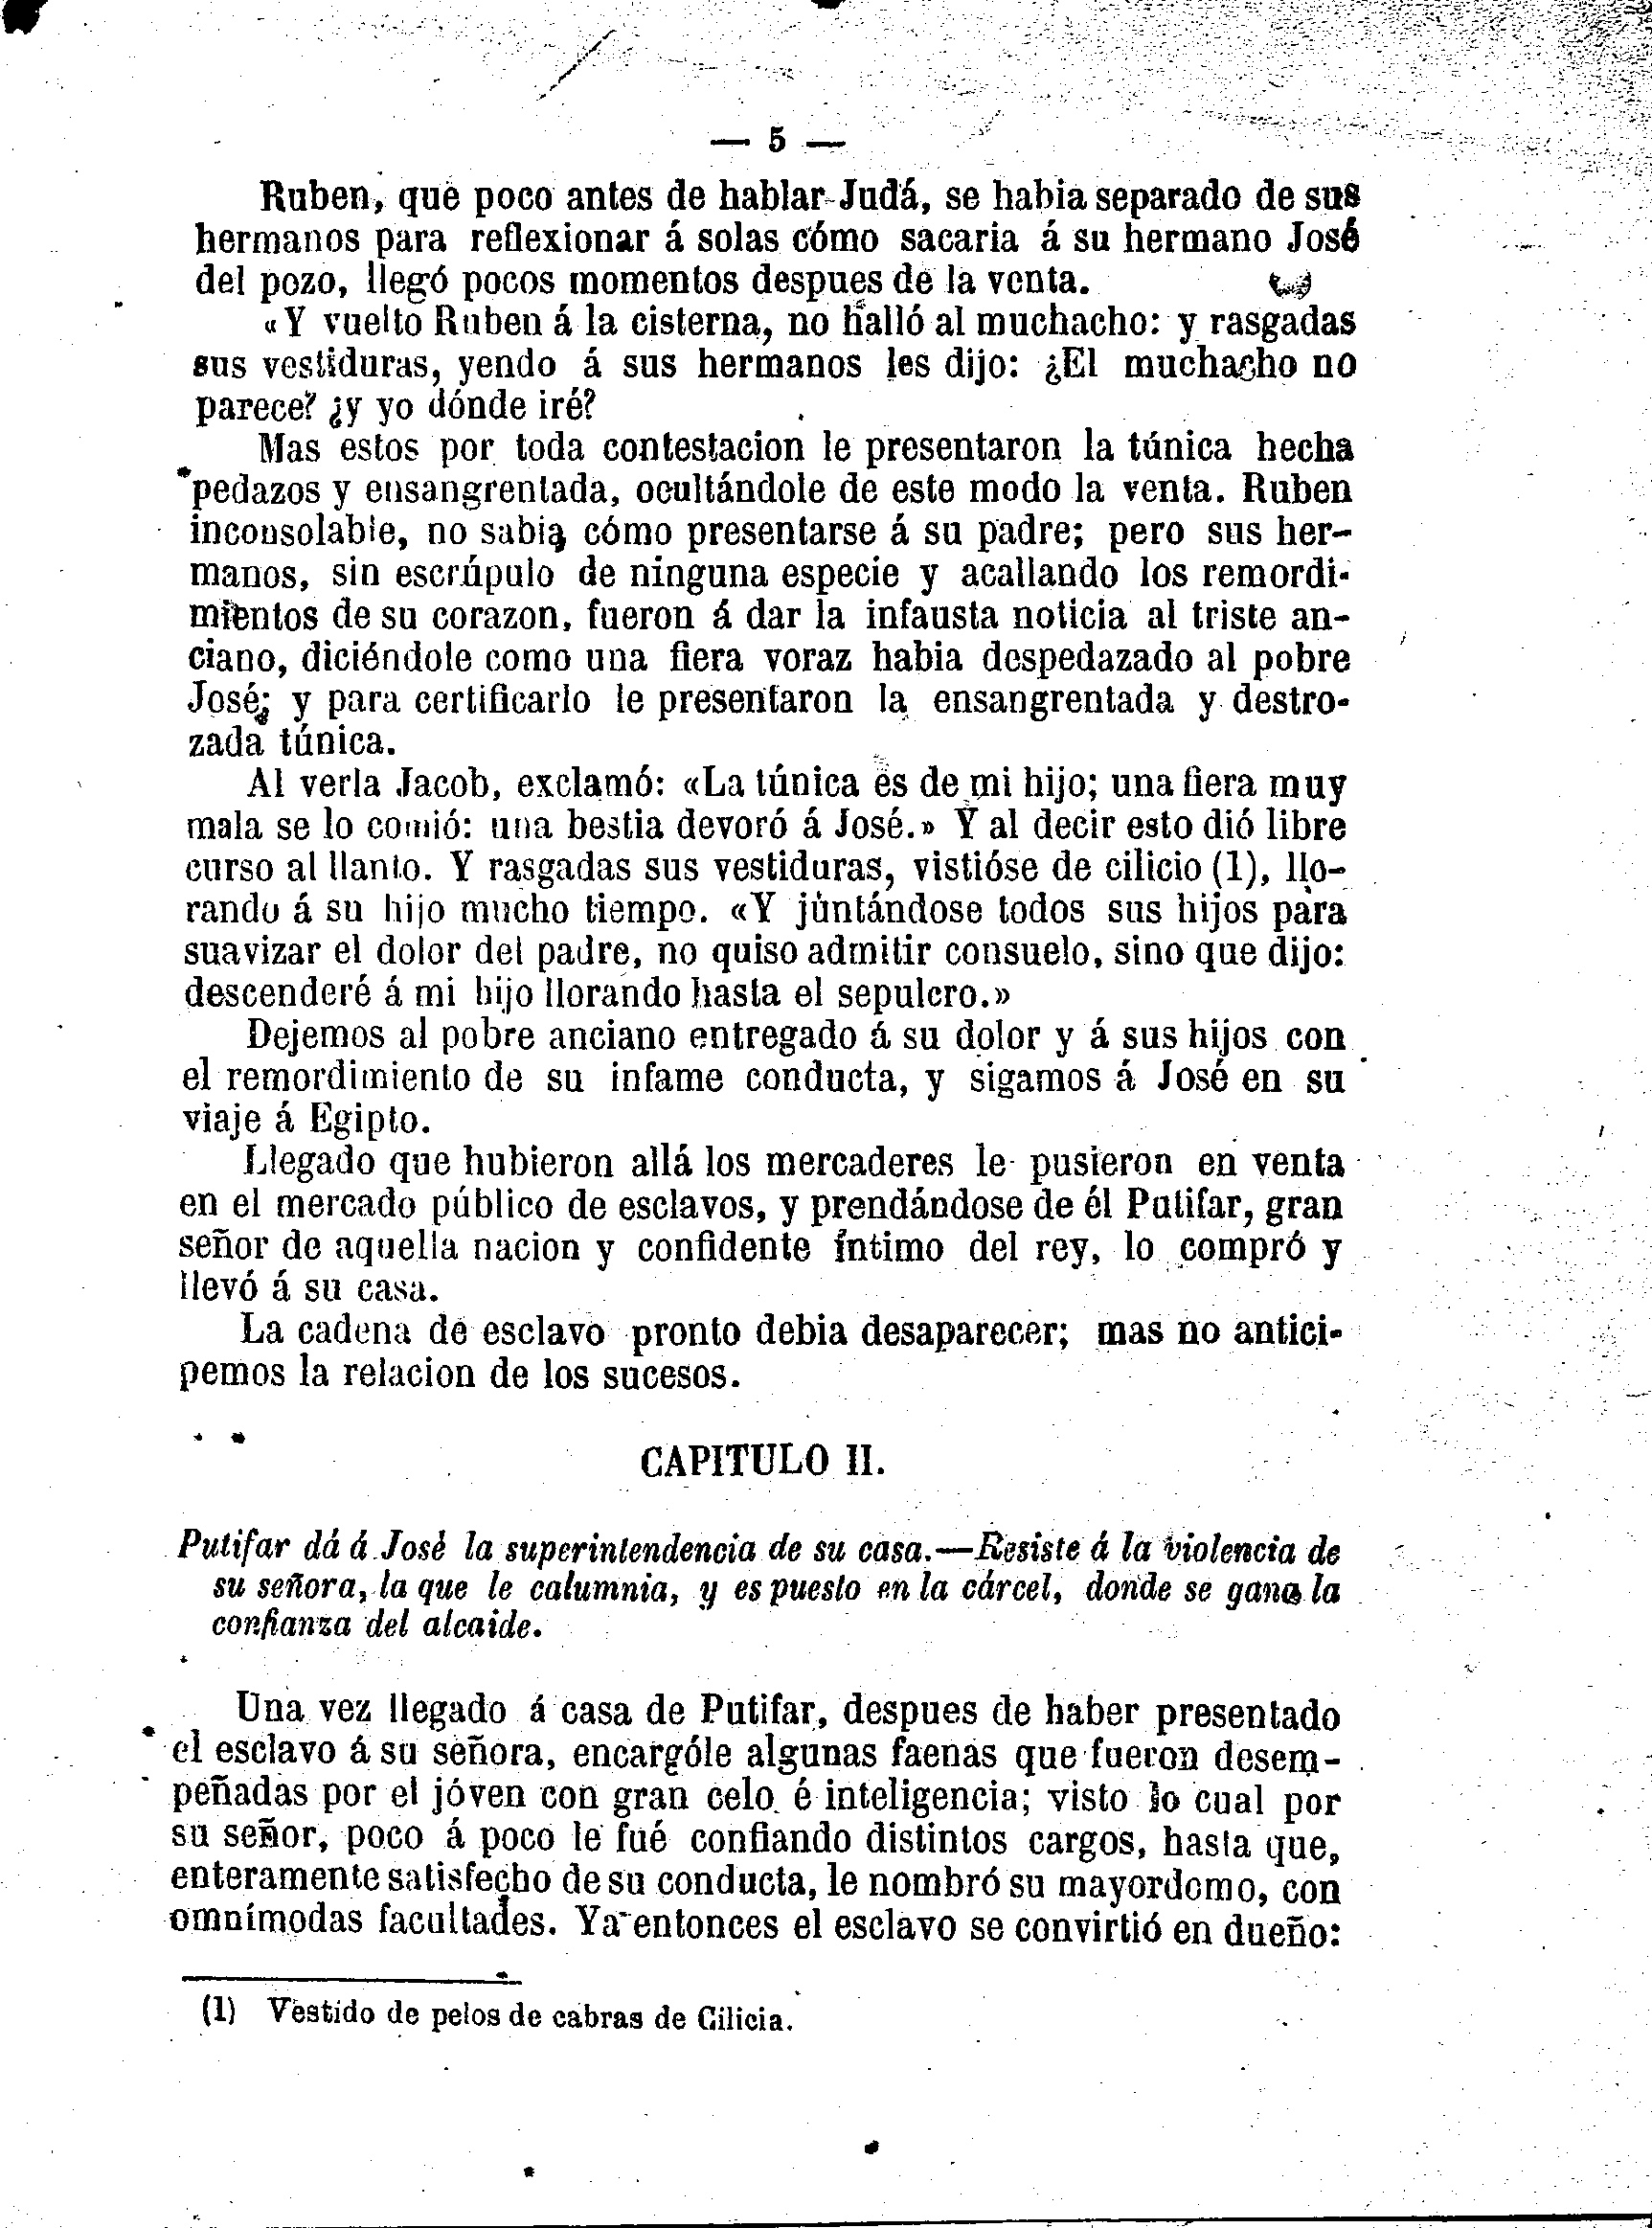 — 5 —
Ruben, que poco antes de hablar Judá, se habia separado de sus
hermanos para reflexionar á solas cómo sacaria á su hermano José
del pozo, llegó pocos momentos despues de la venta.
«Y vuelto Ruben á la cisterna, no halló al muchacho: y rasgadas
sus vestiduras, yendo á sus hermanos les dijo: ¿El muchacho no
parece? ¿y yo dónde iré?
Mas estos por toda contestacion le presentaron la túnica hecha
pedazos y ensangrentada, ocultándole de este modo la venta. Ruben
inconsolable, no sabia cómo presentarse á su padre; pero sus her-
manos, sin escrúpulo de ninguna especie y acallando los remordi-
mientos de su corazon, fueron á dar la infausta noticia al triste an-
ciano, diciéndole como una fiera voraz habia despedazado al pobre
José; y para certificarlo le presentaron la ensangrentada y destro-
zada túnica.
Al verla Jacob, exclamó: «La túnica es de mi hijo; una fiera muy
mala se lo comió: una bestia devoró á José.» Y al decir esto dió libre
curso al llanto. Y rasgadas sus vestiduras, vistióse de cilicio (1), llo-
rando á su hijo mucho tiempo. «Y juntándose todos sus hijos para
suavizar el dolor del padre, no quiso admitir consuelo, sino que dijo:
descenderé á mi hijo llorando hasta el sepulcro.»
Dejemos al pobre anciano entregado á su dolor y á sus hijos con
el remordimiento de su infame conducta, y sigamos á José en su
viaje á Egipto.
Llegado que hubieron allá los mercaderes le pusieron en venta
en el mercado público de esclavos, y prendándose de él Putifar, gran
señor de aquella nacion y confidente íntimo del rey, lo compró y
llevó á su casa.
La cadena de esclavo pronto debia desaparecer; mas no antici-
pemos la relacion de los sucesos.
CAPITULO II.
Putifar dá á José la superintendencia de su casa.—Resiste á la violencia de
su señora, la que le calumnia, y es puesto en la cárcel, donde se gana la
confianza del alcaide.
Una vez llegado á casa de Putifar, despues de haber presentado
el esclavo á su señora, encargóle algunas faenas que fueron desem-
peñadas por el jóven con gran celo é inteligencia; visto lo cual por
su señor, poco á poco le fué confiando distintos cargos, hasta que,
enteramente satisfecho de su conducta, le nombró su mayordomo, con
omnímodas facultades. Ya entonces el esclavo se convirtió en dueño:
(1) Vestido de pelos de cabras de Cilicia.